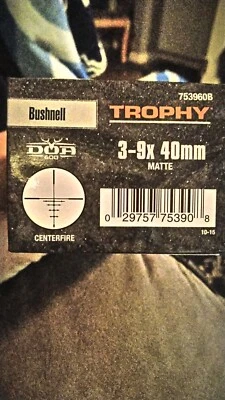 753960B
Bushnell
TROPHY
DOA
600
3-9x 40mm
MATTE
CENTERFIRE
0 29757 75390 8
10-15